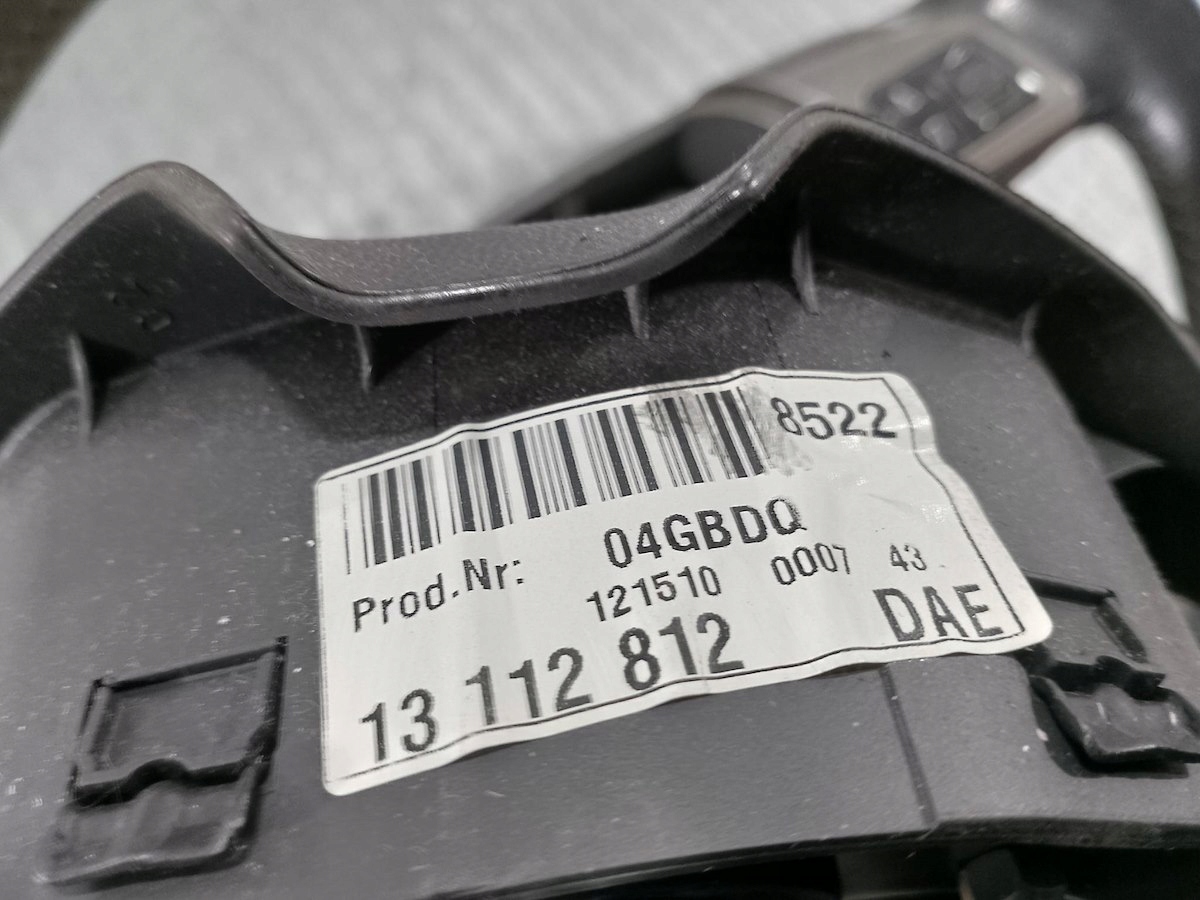 8522
Prod.Nr: 04GBDQ
121510 0007 43
13 112 812 DAE